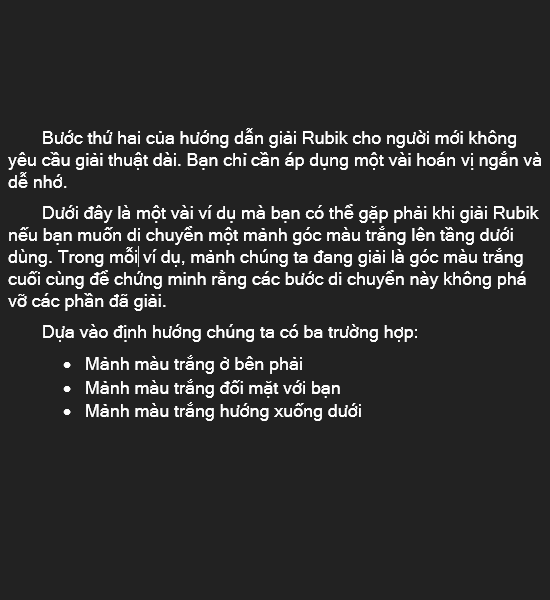 Bước thứ hai của hướng dẫn giải Rubik cho người mới không
yêu cầu giải thuật dài. Bạn chỉ cần áp dụng một vài hoán vị ngắn và
dễ nhớ.
Dưới đây là một vài ví dụ mà bạn có thể gặp phải khi giải Rubik
nếu bạn muốn di chuyển một mảnh góc màu trắng lên tầng dưới
dùng. Trong mỗi ví dụ, mảnh chúng ta đang giải là góc màu trắng
cuối cùng để chứng minh rằng các bước di chuyển này không phá
vỡ các phần đã giải.
Dựa vào định hướng chúng ta có ba trường hợp:
• Mảnh màu trắng ở bên phải
• Mảnh màu trắng đối mặt với bạn
• Mảnh màu trắng hướng xuống dưới